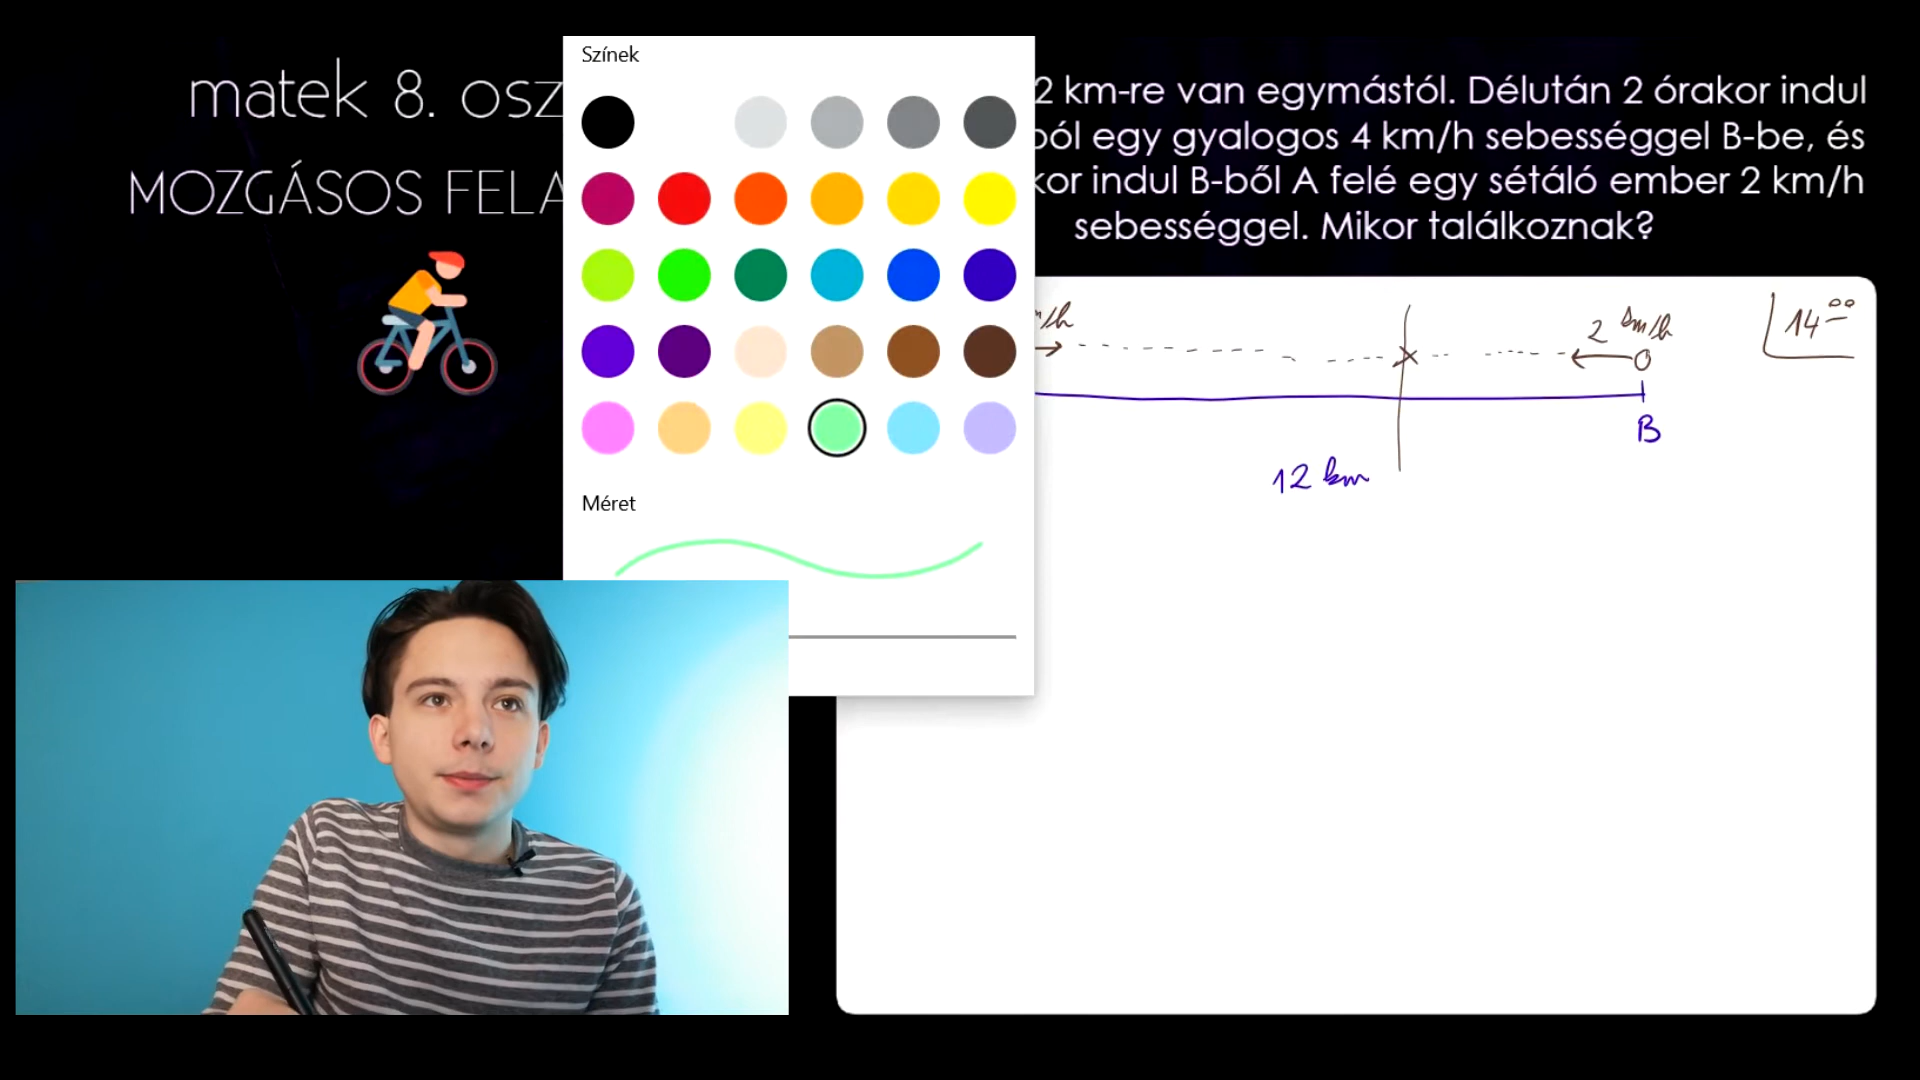 matek 8. osz
MOZGÁSOS FELA
Színek
Méret
2 km-re van egymástól. Délután 2 órakor indul
ból egy gyalogos 4 km/h sebességgel B-be, és
kor indul B-ből A felé egy sétáló ember 2 km/h
sebességgel. Mikor találkoznak?
m/h
2 km/h
14⁰⁰
B
12 km